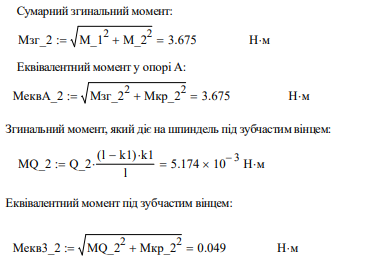 Сумарний згинальний момент:
Мзг_2 := √(М_1² + М_2²) = 3.675 Н·м
Еквівалентний момент у опорі А:
МеквА_2 := √(Мзг_2² + Мкр_2²) = 3.675 Н·м
Згинальний момент, який діє на шпиндель під зубчастим вінцем:
MQ_2 := Q_2·(l – k1)·k1/l = 5.174 × 10⁻³ Н·м
Еквівалентний момент під зубчастим вінцем:
Мекв3_2 := √(MQ_2² + Мкр_2²) = 0.049 Н·м